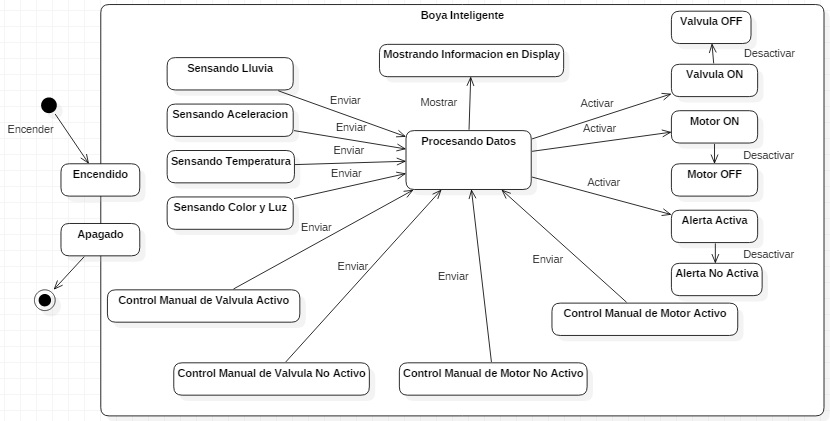 Boya Inteligente
Valvula OFF
Desactivar
Mostrando Informacion en Display
Valvula ON
Sensando Lluvia
Enviar
Mostrar
Activar
Sensando Aceleracion
Enviar
Activar
Motor ON
Encender
Procesando Datos
Enviar
Desactivar
Sensando Temperatura
Encendido
Enviar
Motor OFF
Activar
Sensando Color y Luz
Alerta Activa
Enviar
Apagado
Desactivar
Enviar
Enviar
Enviar
Alerta No Activa
Control Manual de Valvula Activo
Control Manual de Motor Activo
Control Manual de Valvula No Activo
Control Manual de Motor No Activo